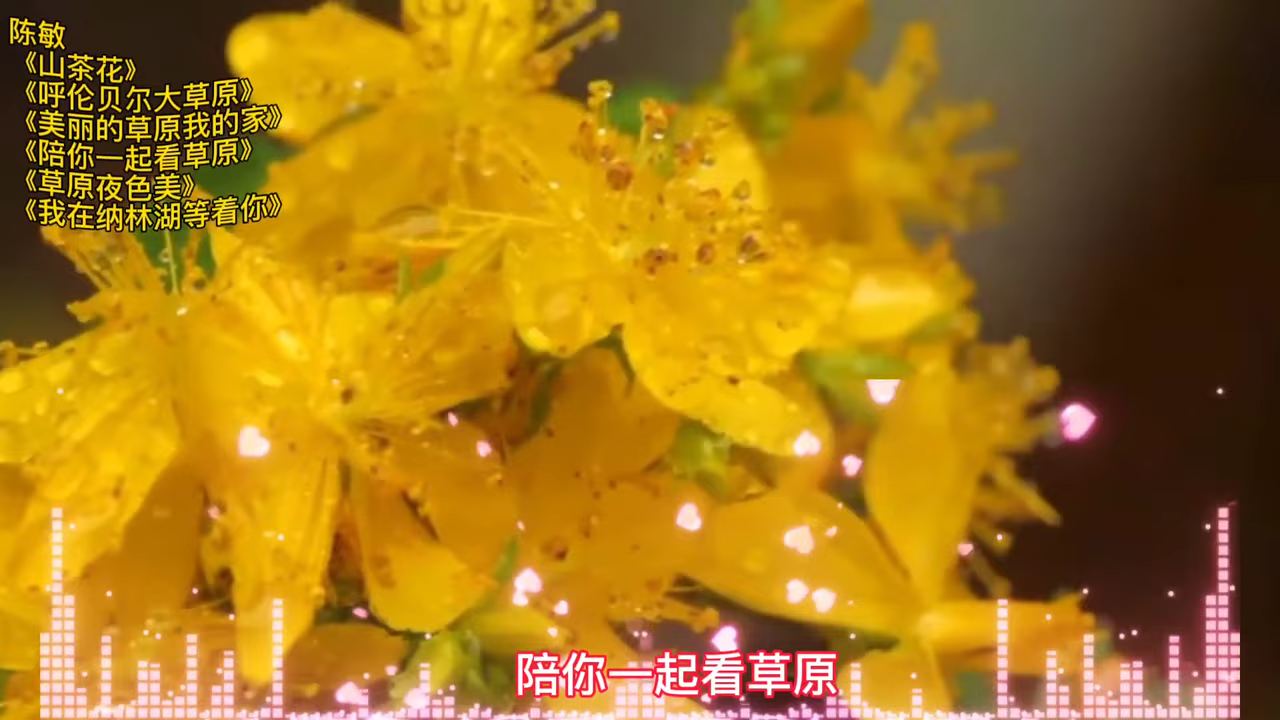 陈敏
《山茶花》
《呼伦贝尔大草原》
《美丽的草原我的家》
《陪你一起看草原》
《草原夜色美》
《我在纳林湖等着你》
陪你一起看草原